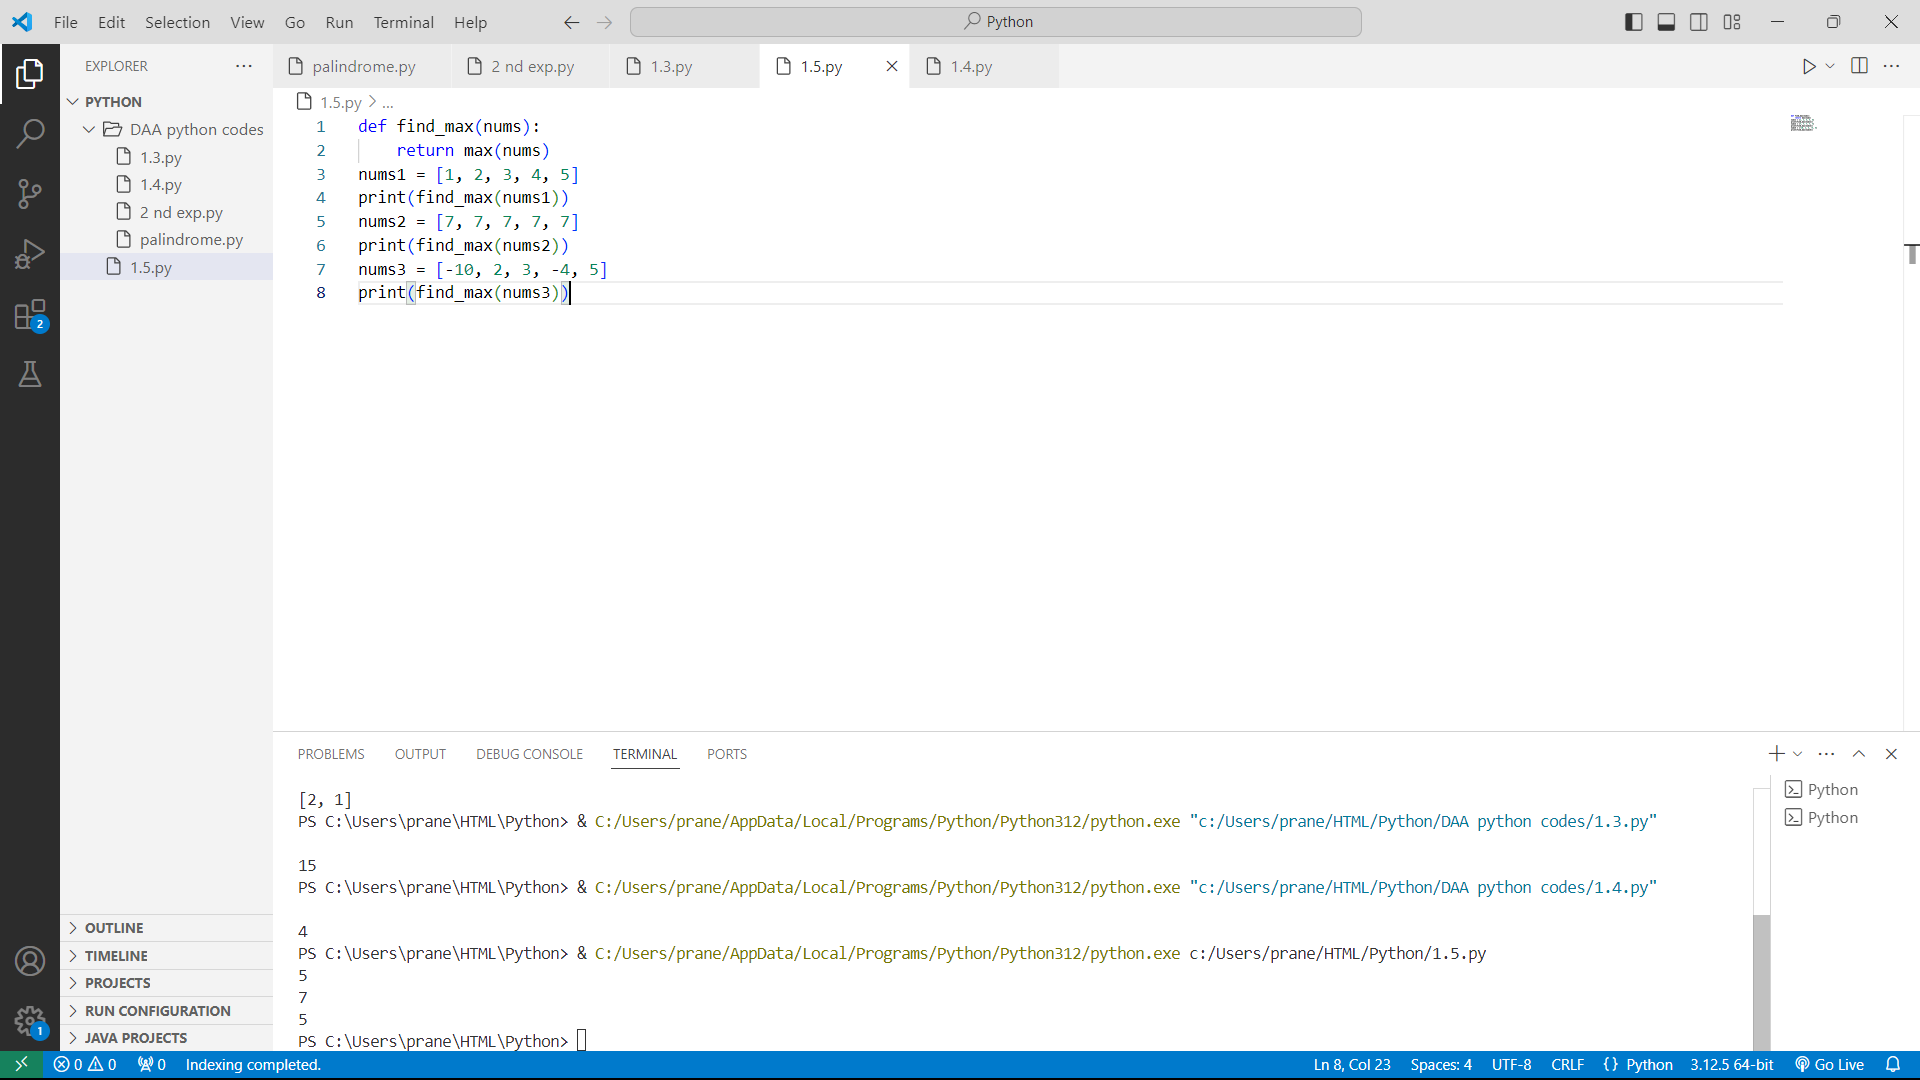 File Edit Selection View Go Run Terminal Help
Python
EXPLORER
PYTHON
DAA python codes
1.3.py
1.4.py
2 nd exp.py
palindrome.py
1.5.py
OUTLINE
TIMELINE
PROJECTS
RUN CONFIGURATION
JAVA PROJECTS
2
1
palindrome.py 2 nd exp.py 1.3.py 1.5.py 1.4.py
1.5.py > ...
1 def find_max(nums):
2     return max(nums)
3 nums1 = [1, 2, 3, 4, 5]
4 print(find_max(nums1))
5 nums2 = [7, 7, 7, 7, 7]
6 print(find_max(nums2))
7 nums3 = [-10, 2, 3, -4, 5]
8 print(find_max(nums3))
PROBLEMS OUTPUT DEBUG CONSOLE TERMINAL PORTS
[2, 1]
PS C:\Users\prane\HTML\Python> & C:/Users/prane/AppData/Local/Programs/Python/Python312/python.exe "c:/Users/prane/HTML/Python/DAA python codes/1.3.py"
15
PS C:\Users\prane\HTML\Python> & C:/Users/prane/AppData/Local/Programs/Python/Python312/python.exe "c:/Users/prane/HTML/Python/DAA python codes/1.4.py"
4
PS C:\Users\prane\HTML\Python> & C:/Users/prane/AppData/Local/Programs/Python/Python312/python.exe c:/Users/prane/HTML/Python/1.5.py
5
7
5
PS C:\Users\prane\HTML\Python>
Python
Python
0 0 0 Indexing completed. Ln 8, Col 23 Spaces: 4 UTF-8 CRLF {} Python 3.12.5 64-bit Go Live